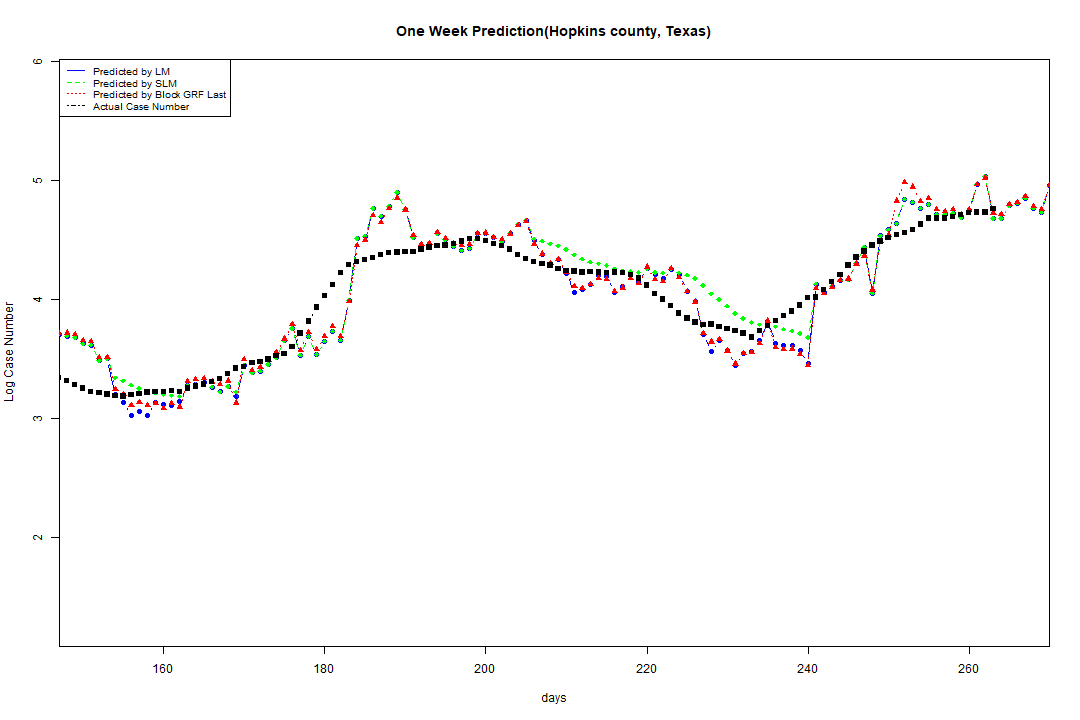 One Week Prediction(Hopkins county, Texas)
Predicted by LM
Predicted by SLM
Predicted by Block GRF Last
Actual Case Number
6
5
4
3
2
Log Case Number
160 180 200 220 240 260
days